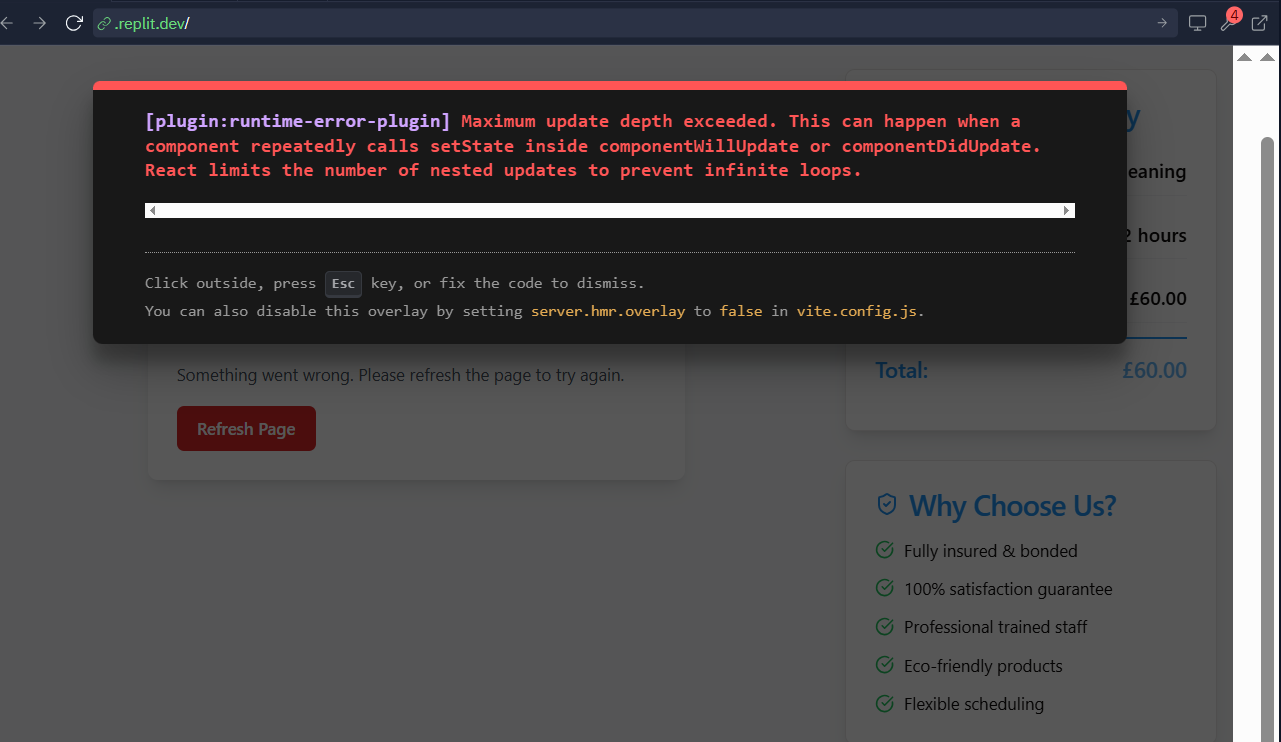 .replit.dev/
4
[plugin:runtime-error-plugin] Maximum update depth exceeded. This can happen when a
component repeatedly calls setState inside componentWillUpdate or componentDidUpdate.
React limits the number of nested updates to prevent infinite loops.
Click outside, press Esc key, or fix the code to dismiss.
You can also disable this overlay by setting server.hmr.overlay to false in vite.config.js.
Something went wrong. Please refresh the page to try again.
Refresh Page
y
eaning
2 hours
£60.00
Total: £60.00
Why Choose Us?
Fully insured & bonded
100% satisfaction guarantee
Professional trained staff
Eco-friendly products
Flexible scheduling